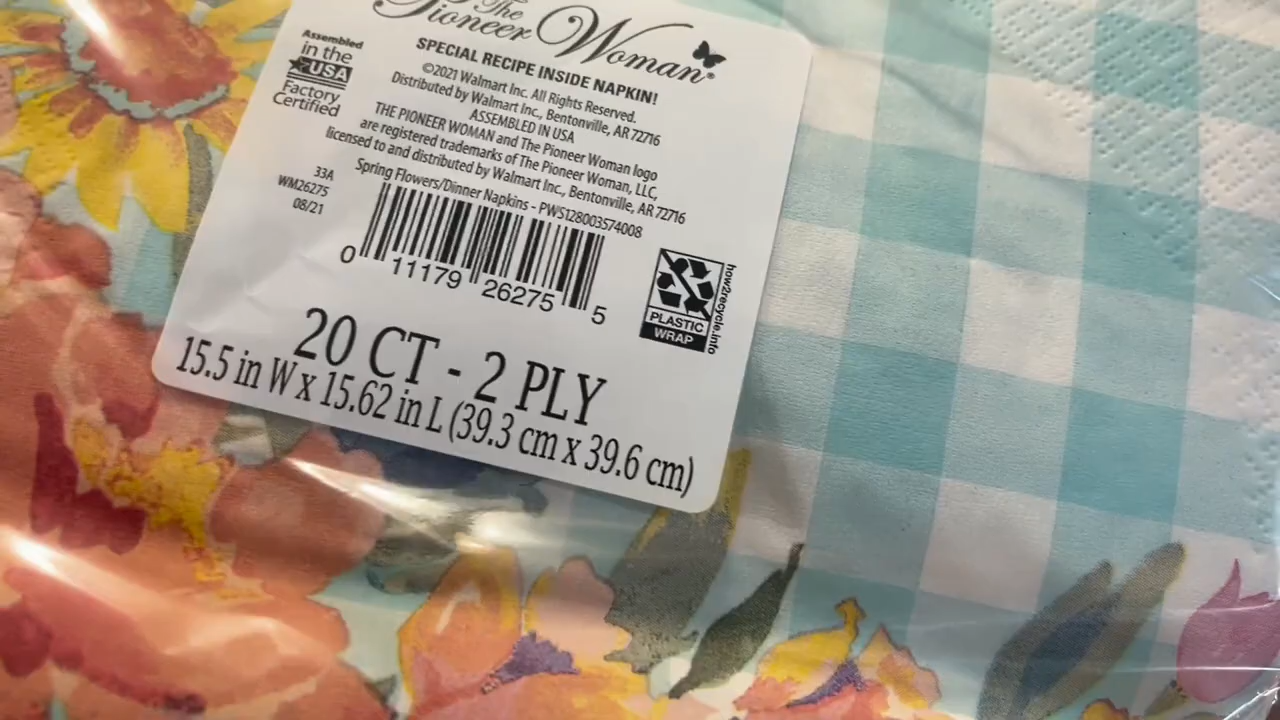 The
Pioneer Woman®
SPECIAL RECIPE INSIDE NAPKIN!
©2021 Walmart Inc. All Rights Reserved.
Distributed by Walmart Inc., Bentonville, AR 72716
ASSEMBLED IN USA
THE PIONEER WOMAN and The Pioneer Woman logo
are registered trademarks of The Pioneer Woman, LLC,
licensed to and distributed by Walmart Inc., Bentonville, AR 72716
Spring Flowers/Dinner Napkins - PWS128003S74008
Assembled
in the
USA
Factory
Certified
33A
WM26275
08/21
0 11179 26275 5
PLASTIC
WRAP
how2recycle.info
20 CT - 2 PLY
15.5 in W x 15.62 in L (39.3 cm x 39.6 cm)